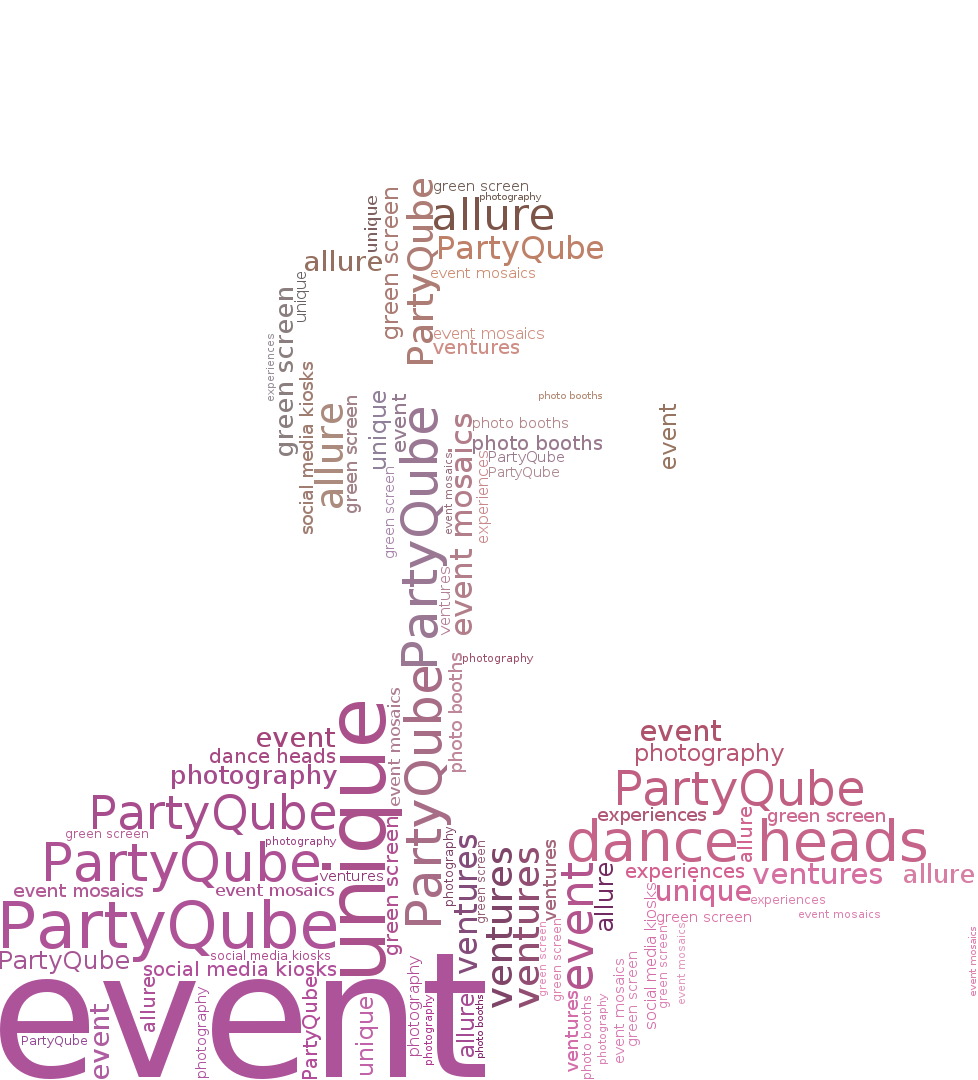 green screen
photography
allure
unique
green screen
PartyQube
PartyQube
allure
event mosaics
unique
green screen
experiences
event mosaics
ventures
social media kiosks
allure
green screen
unique
event
photo booths
event
PartyQube
event mosaics
photo booths
photo booths
PartyQube
PartyQube
event mosaics
experiences
green screen
ventures
photography
photo booths
PartyQube
event mosaics
unique
event
dance heads
photography
PartyQube
green screen
photography
PartyQube
ventures
event mosaics
event mosaics
PartyQube
green screen
PartyQube
social media kiosks
social media kiosks
event
PartyQube
event
allure
photography
PartyQube
unique
photography
photography
allure
photo booths
photography
ventures
green screen
ventures
ventures
ventures
event
photography
PartyQube
experiences
green screen
allure
dance heads
experiences
ventures
allure
event
allure
unique
experiences
green screen
event mosaics
green screen
green screen
social media kiosks
green screen
event mosaics
event mosaics
ventures
photo booths
photography
event mosaics
green screen